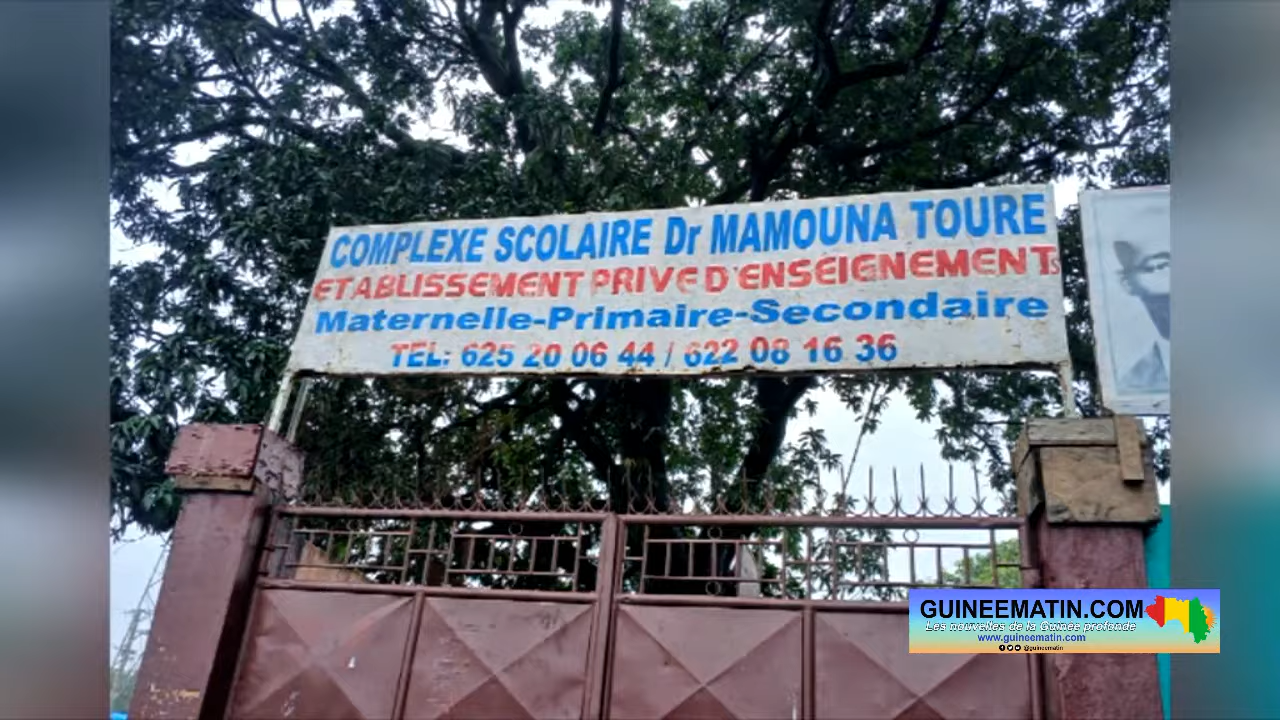 COMPLEXE SCOLAIRE Dr MAMOUNA TOURE
ETABLISSEMENT PRIVE D'ENSEIGNEMENTs
Maternelle-Primaire-Secondaire
TEL: 625 20 06 44 / 622 08 16 36
GUINEEMATIN.COM
Les nouvelles de la Guinée profonde
www.guineematin.com
@guineematin